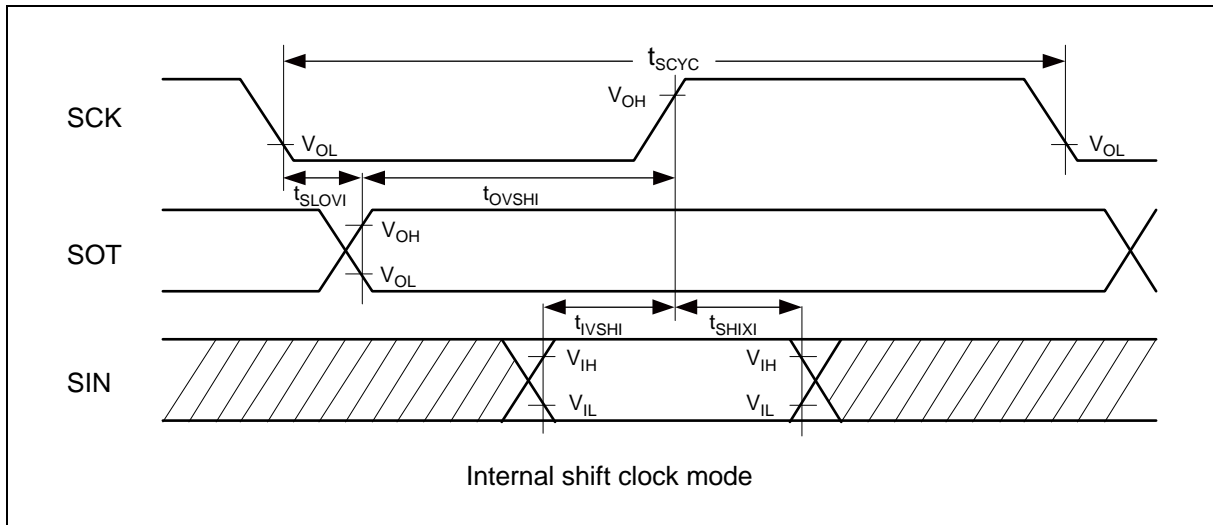 tSCYC
SCK
VOH
VOL
VOL
tSLOVI
tOVSHI
SOT
VOH
VOL
tIVSHI
tSHIXI
SIN
VIH
VIH
VIL
VIL
Internal shift clock mode